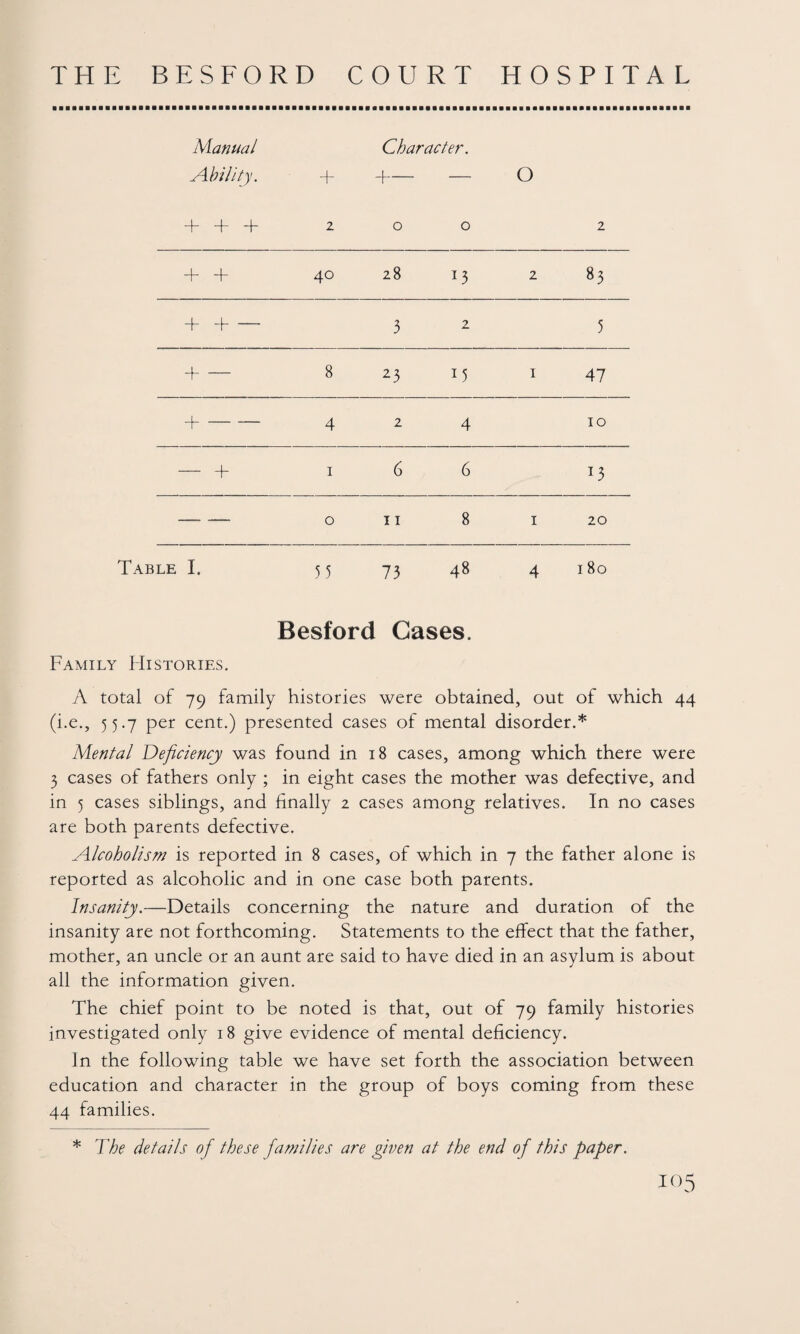 THE BESFORD COURT HOSPITAL
Manual Character.
Ability. + +— — O
+ + + 2 0 0 2
+ + 40 28 13 2 83
+ + — 3 2 5
+ — 8 23 15 1 47
+ — — 4 2 4 10
— + 1 6 6 13
— — 0 11 8 1 20
Table I. 55 73 48 4 180
Besford Cases.
Family Histories.
A total of 79 family histories were obtained, out of which 44
(i.e., 55.7 per cent.) presented cases of mental disorder.*
Mental Deficiency was found in 18 cases, among which there were
3 cases of fathers only ; in eight cases the mother was defective, and
in 5 cases siblings, and finally 2 cases among relatives. In no cases
are both parents defective.
Alcoholism is reported in 8 cases, of which in 7 the father alone is
reported as alcoholic and in one case both parents.
Insanity.—Details concerning the nature and duration of the
insanity are not forthcoming. Statements to the effect that the father,
mother, an uncle or an aunt are said to have died in an asylum is about
all the information given.
The chief point to be noted is that, out of 79 family histories
investigated only 18 give evidence of mental deficiency.
In the following table we have set forth the association between
education and character in the group of boys coming from these
44 families.
* The details of these families are given at the end of this paper.
105